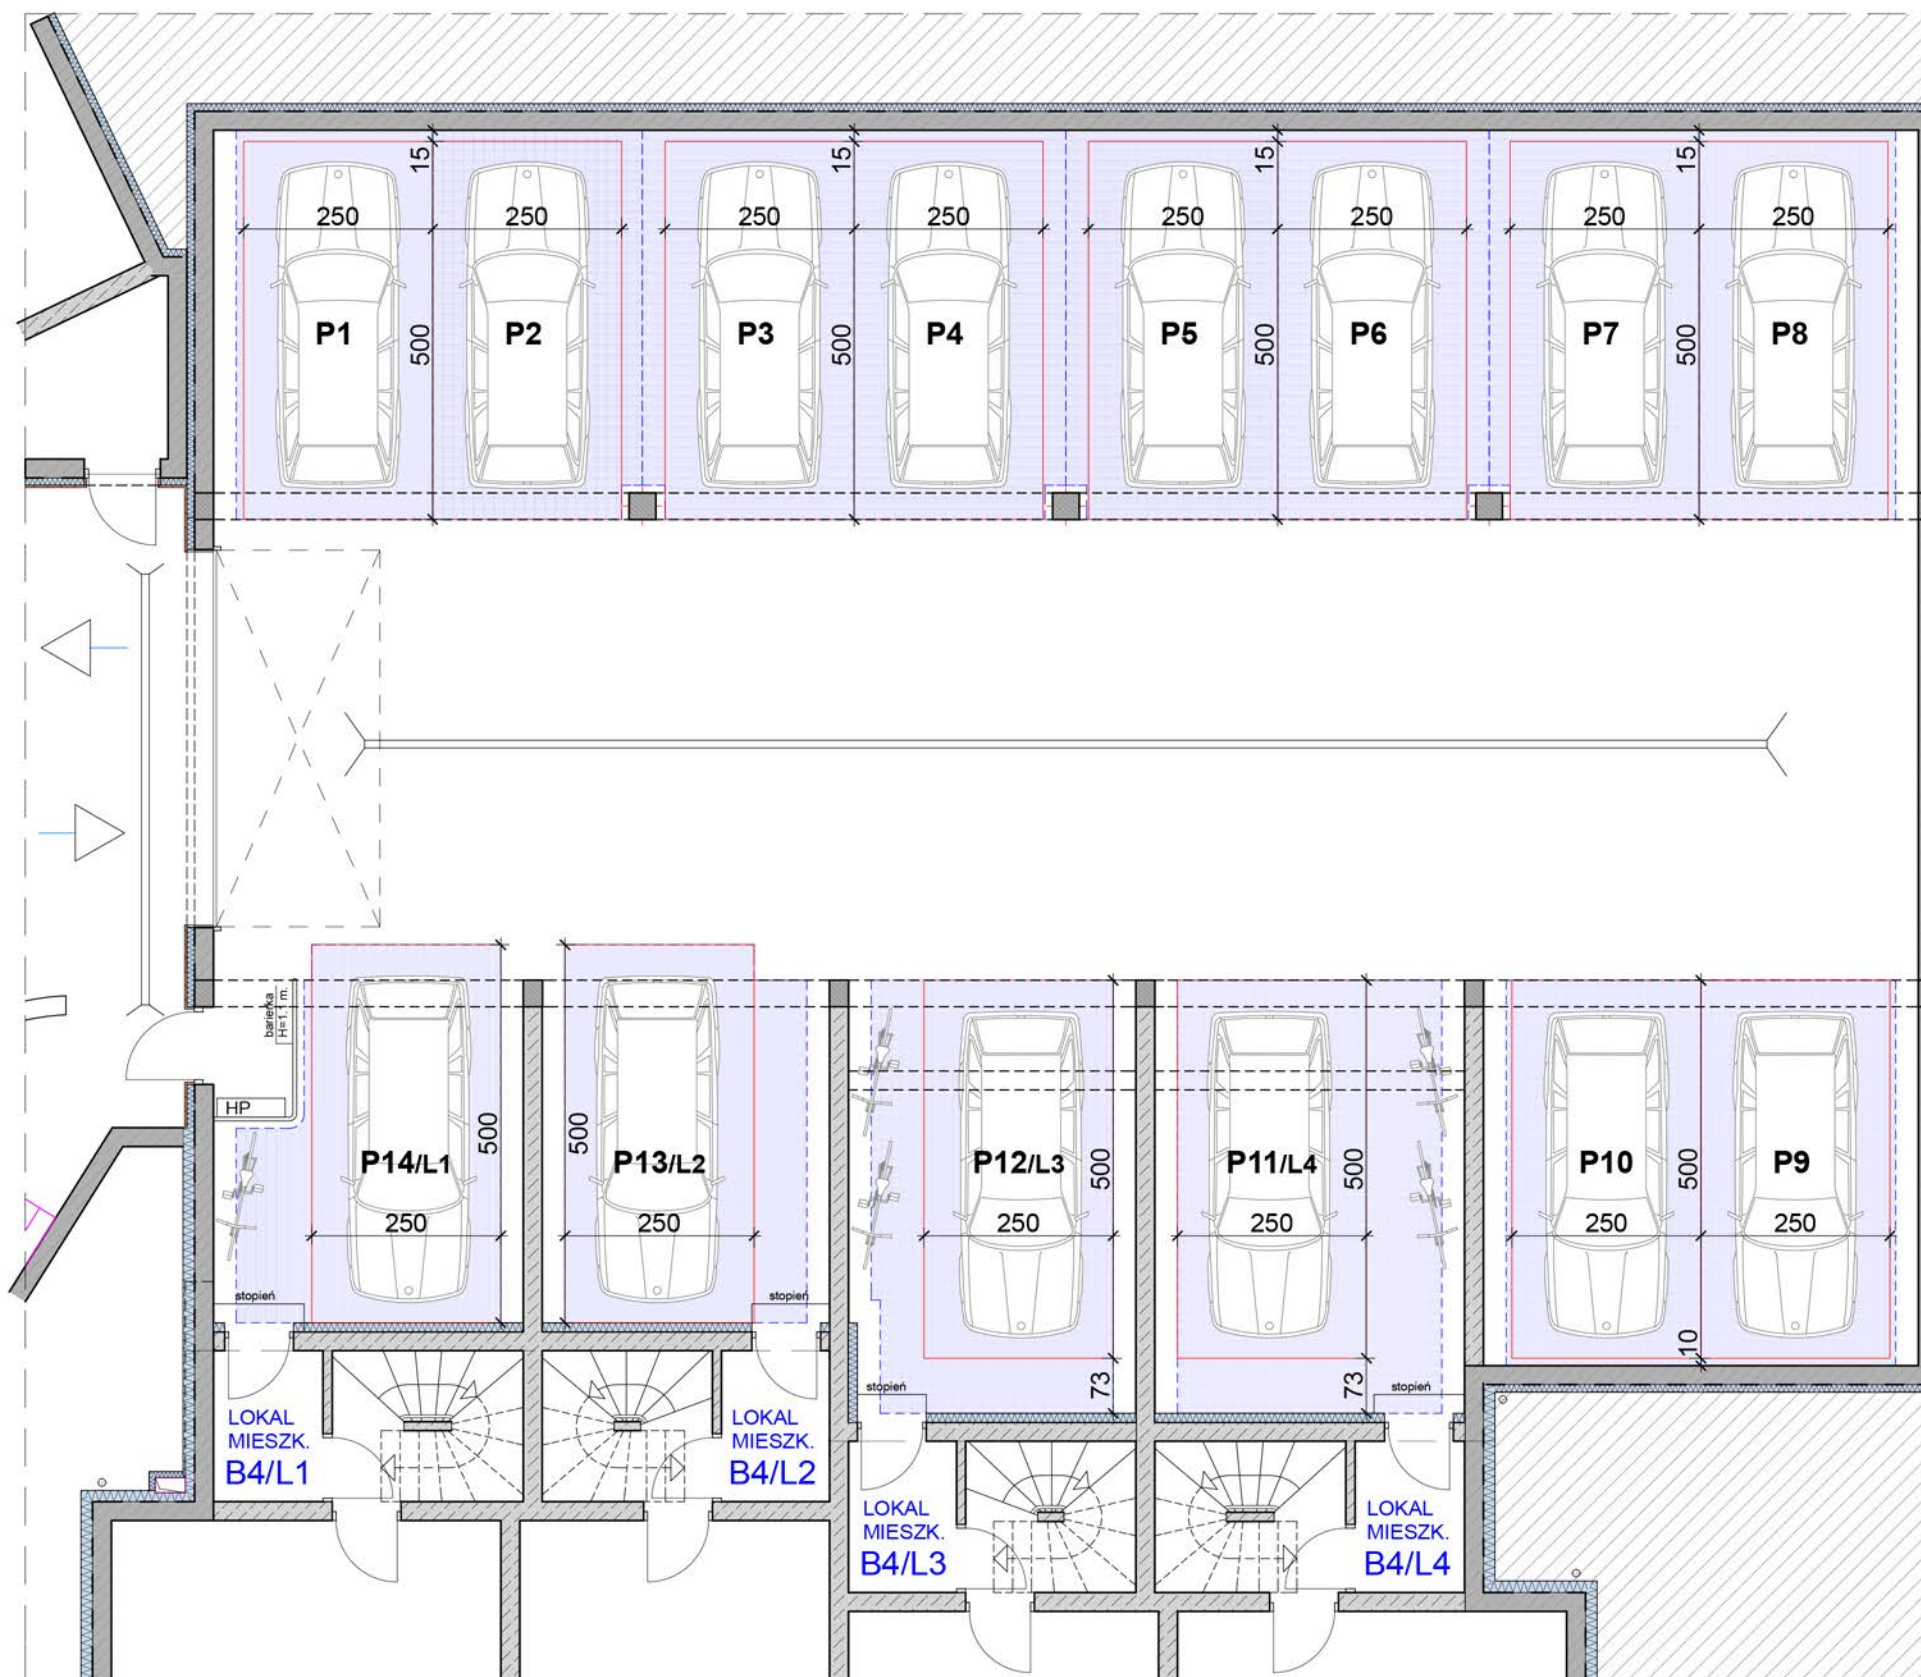 15
15
15
15
250
250
250
250
250
250
250
250
P1
P2
P3
P4
P5
P6
P7
P8
500
500
500
500
barierka
H=1.1 m.
HP
500
500
500
500
500
P14/L1
P13/L2
P12/L3
P11/L4
P10
P9
250
250
250
250
250
250
stopień
stopień
10
73
73
stopień
stopień
LOKAL
MIESZK.
B4/L1
LOKAL
MIESZK.
B4/L2
LOKAL
MIESZK.
B4/L3
LOKAL
MIESZK.
B4/L4